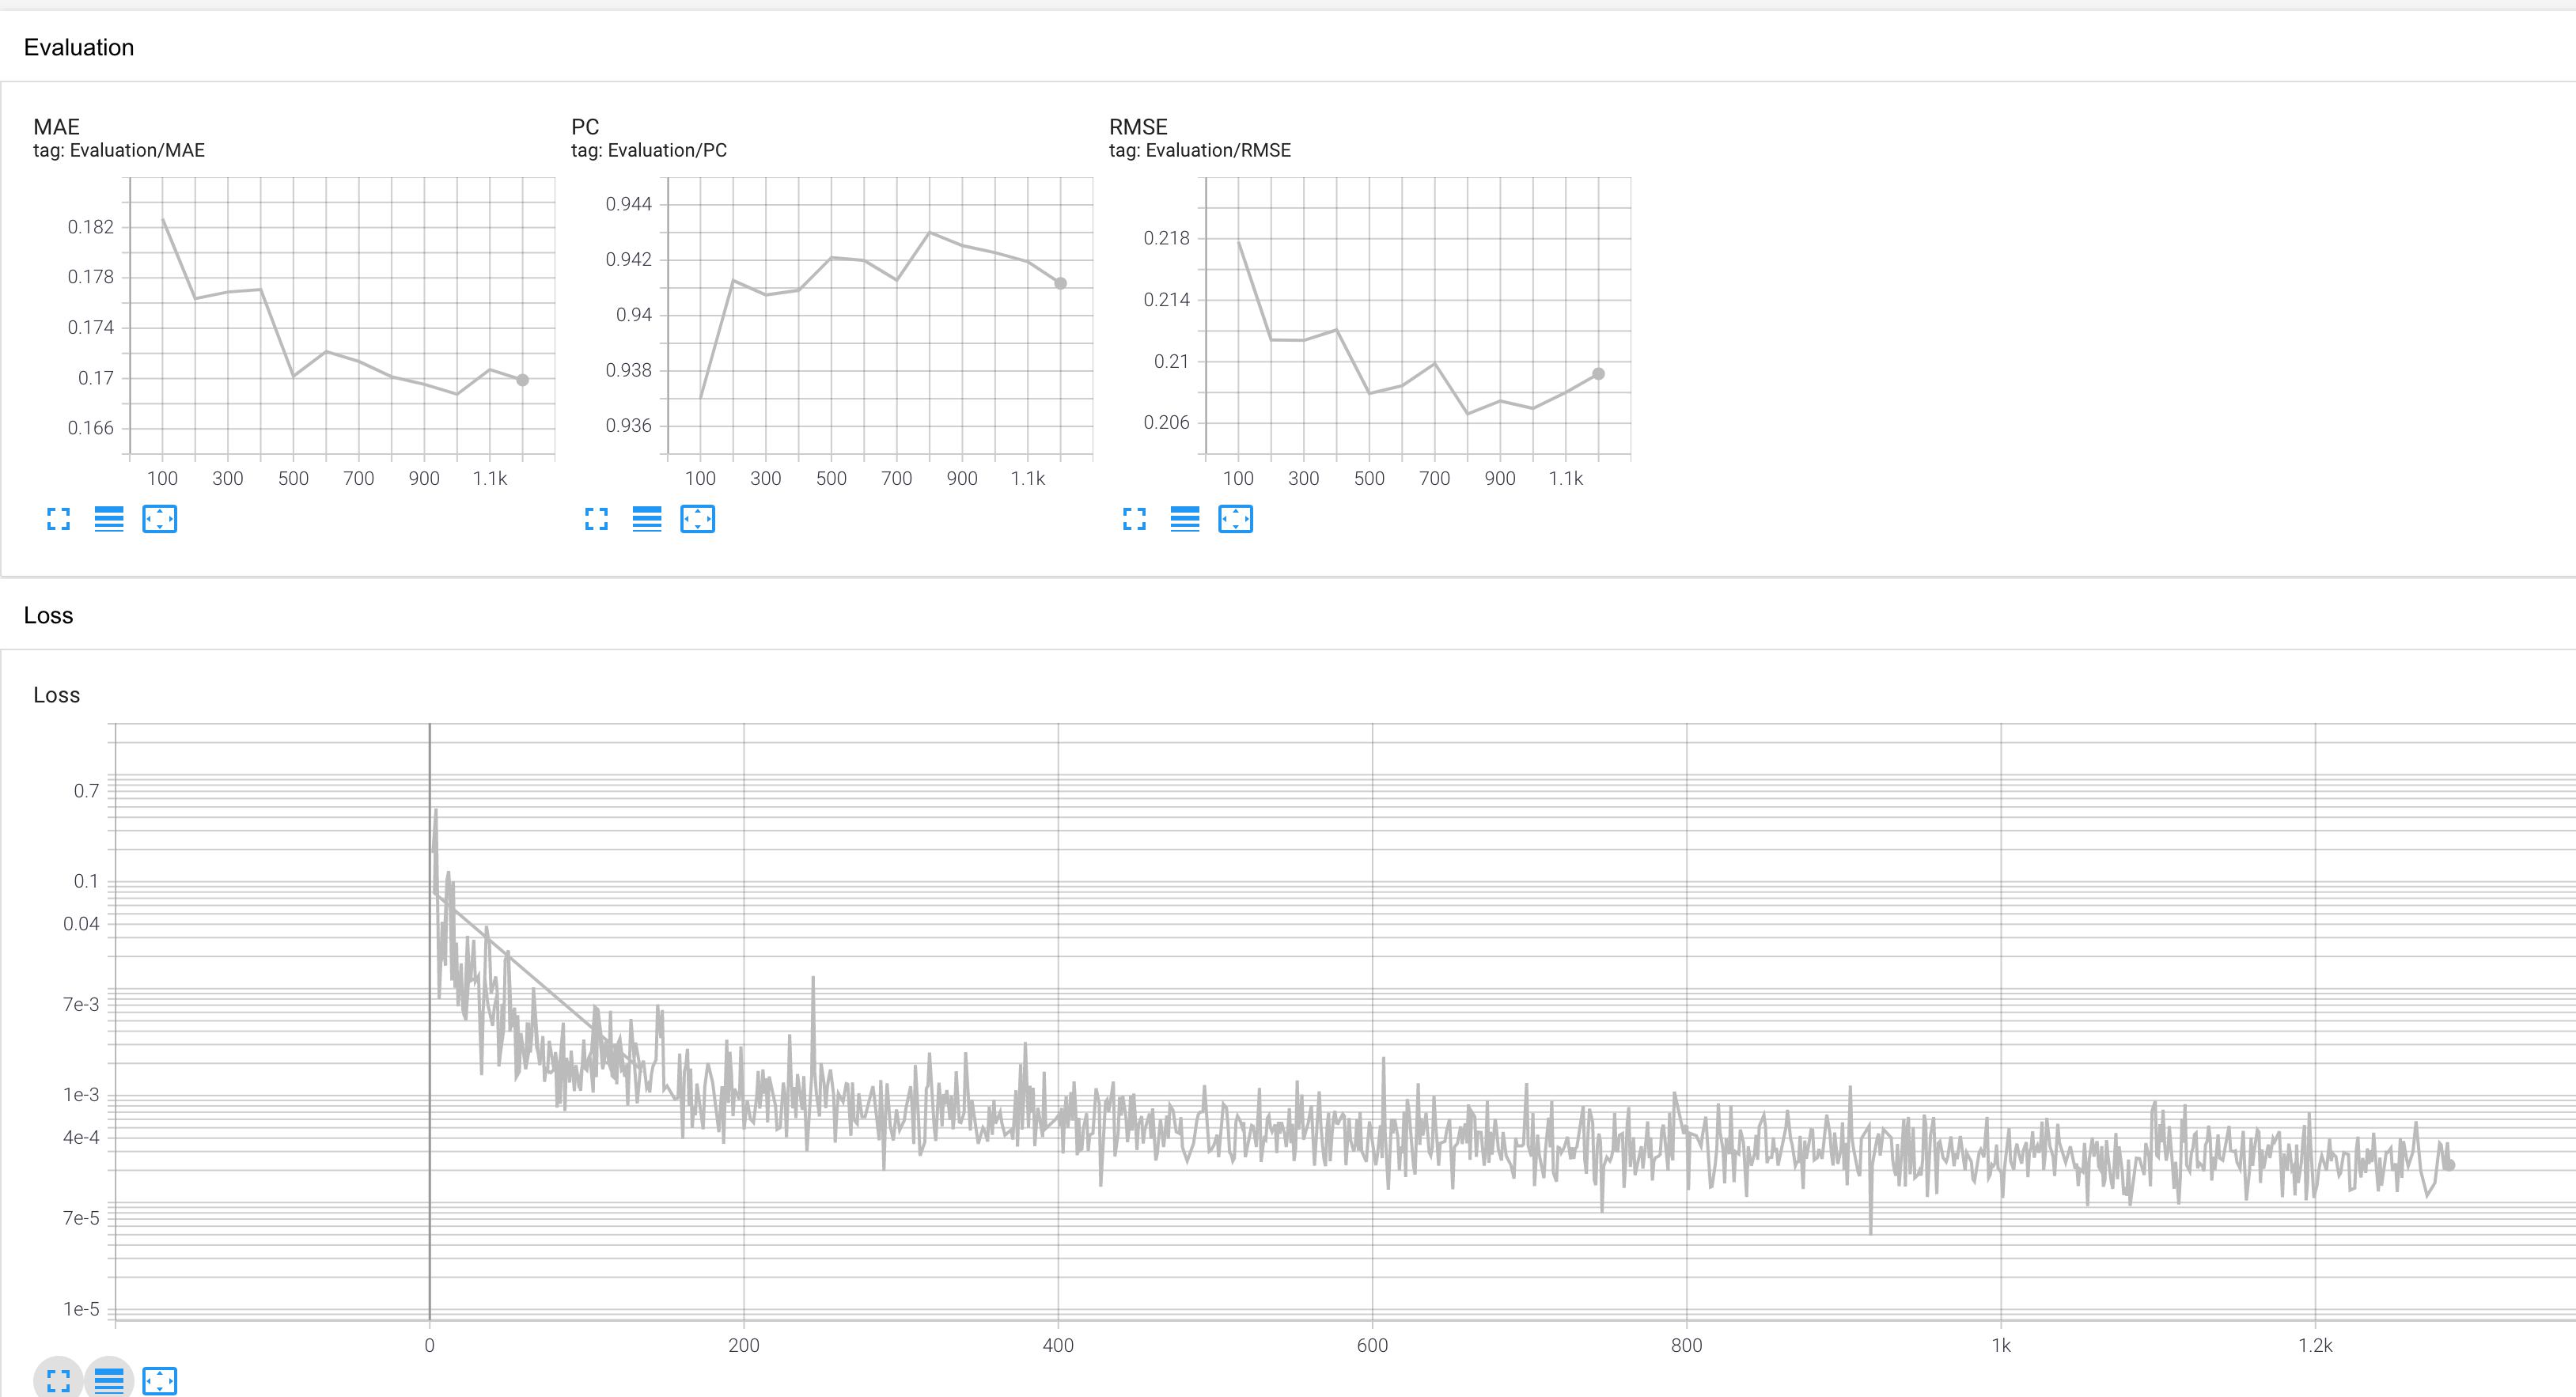 Evaluation
MAE
tag: Evaluation/MAE
0.182
0.178
0.174
0.17
0.166
100 300 500 700 900 1.1k
PC
tag: Evaluation/PC
0.944
0.942
0.94
0.938
0.936
100 300 500 700 900 1.1k
RMSE
tag: Evaluation/RMSE
0.218
0.214
0.21
0.206
100 300 500 700 900 1.1k
Loss
Loss
0.7
0.1
0.04
7e-3
1e-3
4e-4
7e-5
1e-5
0 200 400 600 800 1k 1.2k